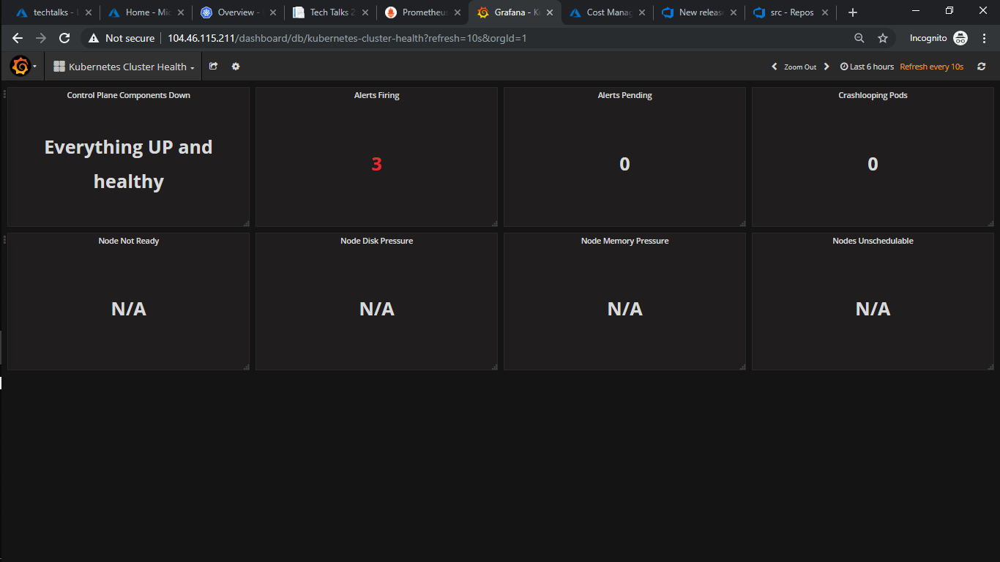 techtalks -
Home - Mic
Overview -
Tech Talks 2
Prometheus
Grafana - K
Cost Manag
New release
src - Repos
Not secure 104.46.115.211/dashboard/db/kubernetes-cluster-health?refresh=10s&orgId=1 Incognito
Kubernetes Cluster Health Zoom Out Last 6 hours Refresh every 10s
Control Plane Components Down
Everything UP and
healthy
Alerts Firing
3
Alerts Pending
0
Crashlooping Pods
0
Node Not Ready
N/A
Node Disk Pressure
N/A
Node Memory Pressure
N/A
Nodes Unschedulable
N/A